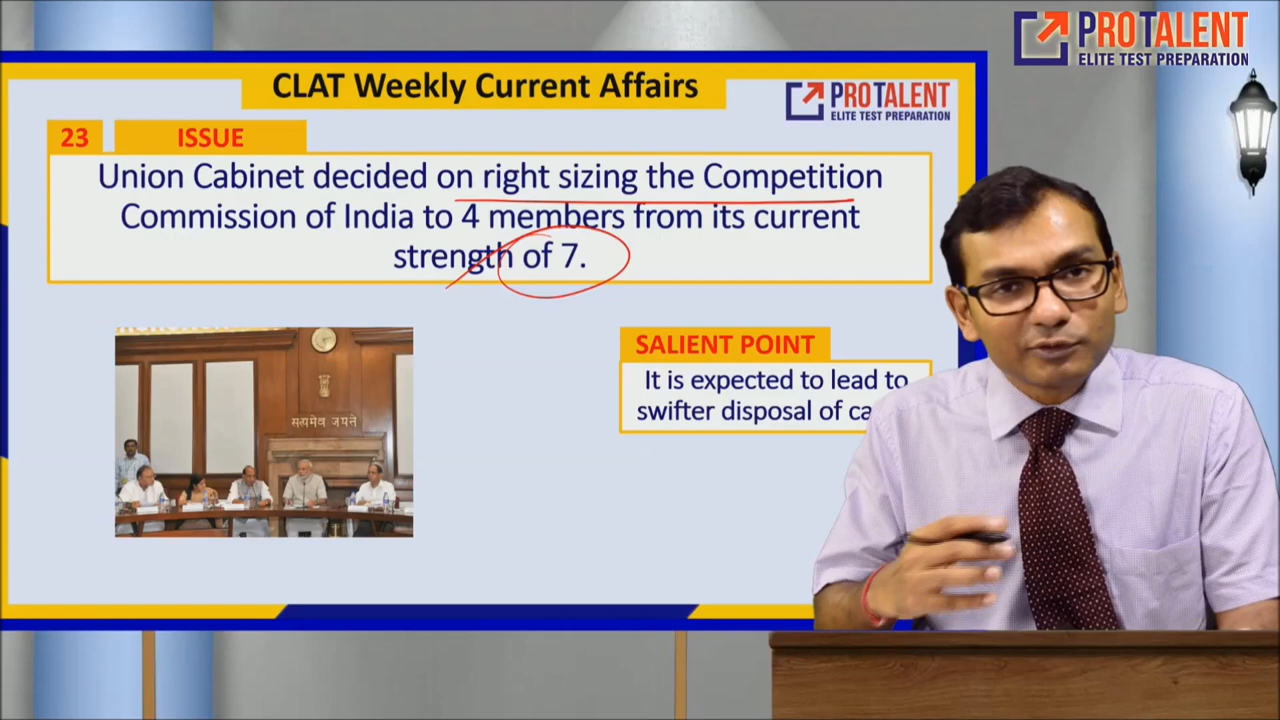 PROTALENT
ELITE TEST PREPARATION
CLAT Weekly Current Affairs
PROTALENT
ELITE TEST PREPARATION
23 ISSUE
Union Cabinet decided on right sizing the Competition
Commission of India to 4 members from its current
strength of 7.
सत्यमेव जयते
SALIENT POINT
It is expected to lead to
swifter disposal of